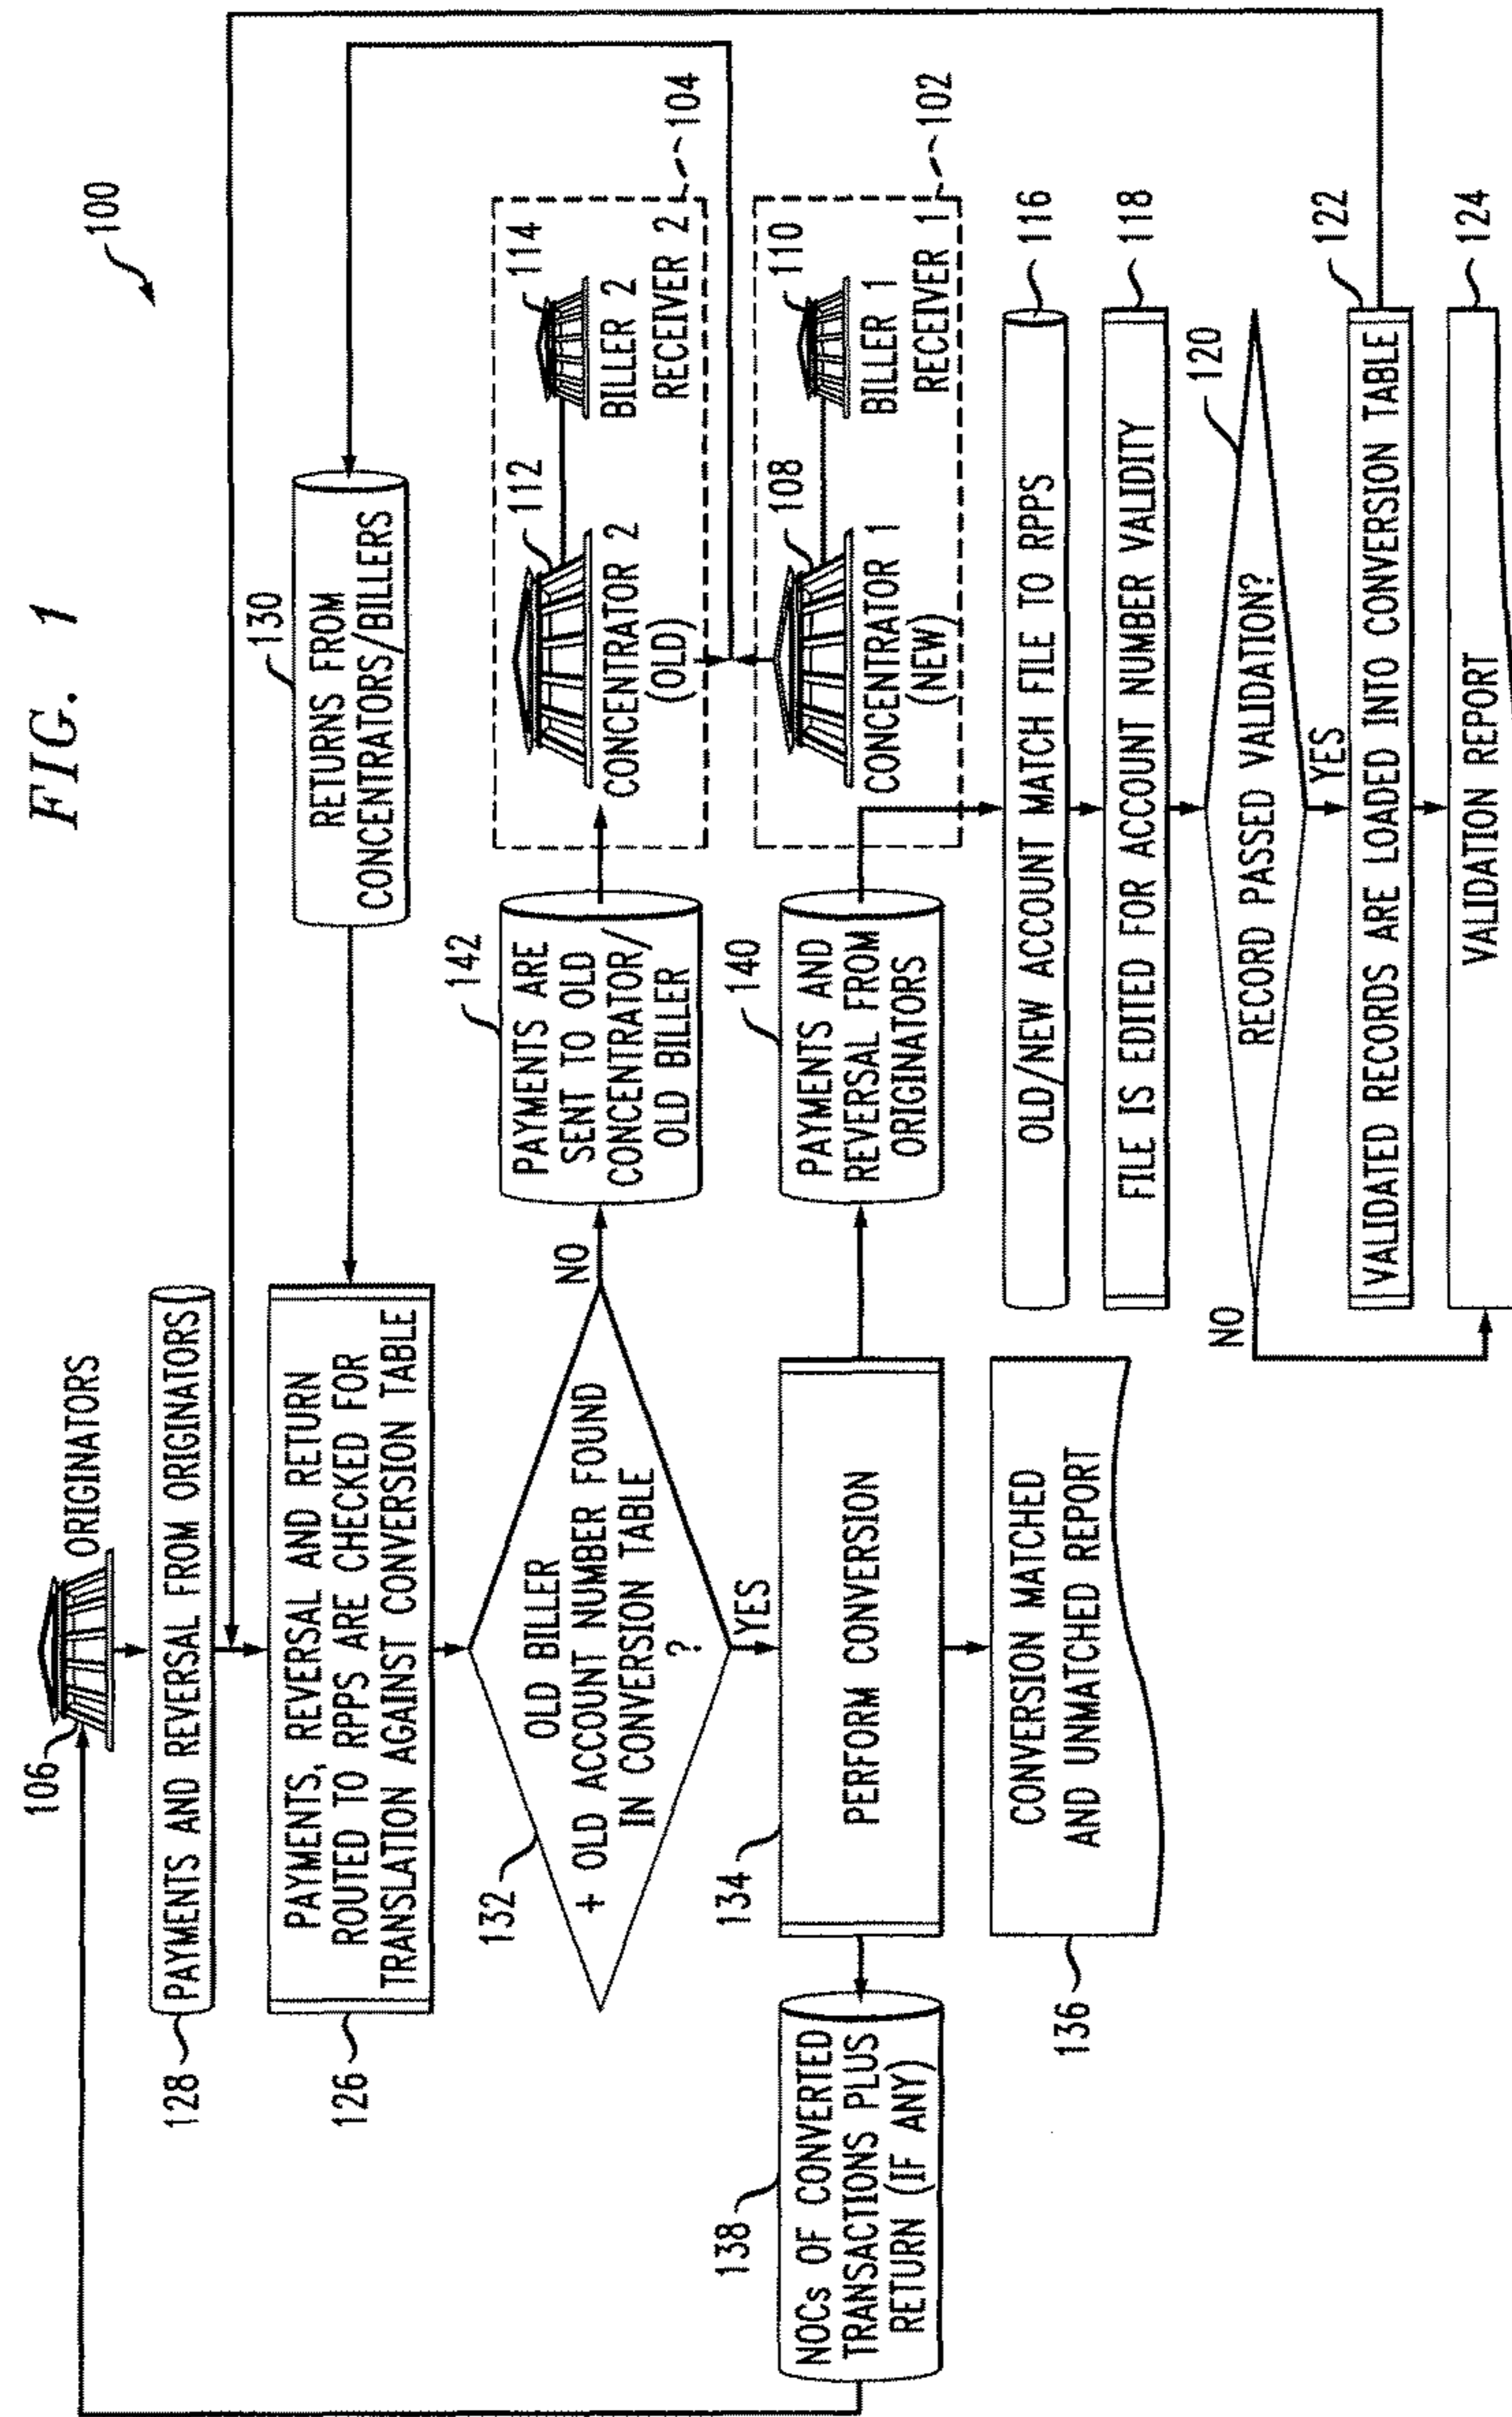 FIG. 1
100
106
ORIGINATORS
128
PAYMENTS AND REVERSAL FROM ORIGINATORS
130
RETURNS FROM
CONCENTRATORS/BILLERS
126
PAYMENTS, REVERSAL AND RETURN
ROUTED TO RPPS ARE CHECKED FOR
TRANSLATION AGAINST CONVERSION TABLE
132
OLD BILLER
+ OLD ACCOUNT NUMBER FOUND
IN CONVERSION TABLE
?
NO
YES
142
PAYMENTS ARE
SENT TO OLD
CONCENTRATOR/
OLD BILLER
112
CONCENTRATOR 2
(OLD)
114
BILLER 2
RECEIVER 2
104
138
NOCs OF CONVERTED
TRANSACTIONS PLUS
RETURN (IF ANY)
134
PERFORM CONVERSION
140
PAYMENTS AND
REVERSAL FROM
ORIGINATORS
108
CONCENTRATOR 1
(NEW)
110
BILLER 1
RECEIVER 1
102
136
CONVERSION MATCHED
AND UNMATCHED REPORT
OLD/NEW ACCOUNT MATCH FILE TO RPPS
116
FILE IS EDITED FOR ACCOUNT NUMBER VALIDITY
118
NO
RECORD PASSED VALIDATION?
120
YES
VALIDATED RECORDS ARE LOADED INTO CONVERSION TABLE
122
VALIDATION REPORT
124